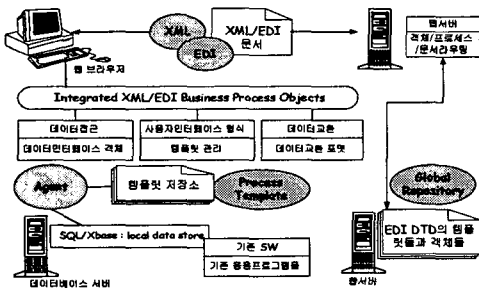 XML
EDI
XML/EDI
문서
웹서버
객체/프로세스
/문서라우팅
웹 브라우저
Integrated XML/EDI Business Process Objects
데이터접근
데이터인터페이스 객체
사용자인터페이스 형식
템플릿 관리
데이터교환
데이터교환 포맷
Agent
템플릿 저장소
Process
Template
Global
Repository
SQL/Xbase : local data store
기존 SW
기존 응용프로그램들
데이터베이스 서버
EDI DTD의 템플
릿들과 객체들
웹서버